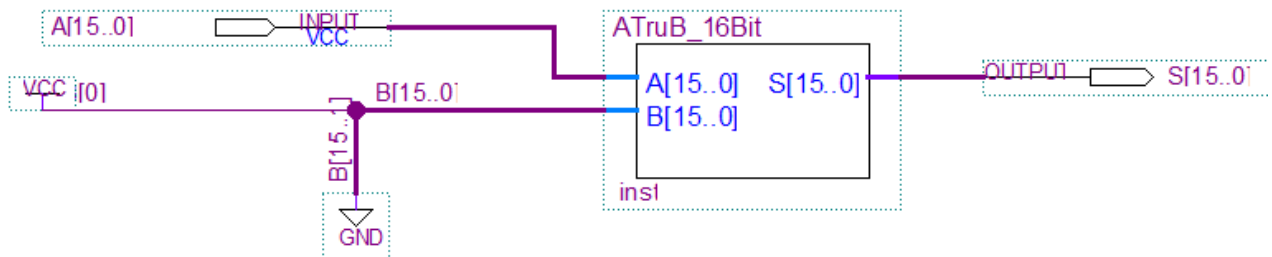 A[15..0]
INPUT
VCC
ATruB_16Bit
A[15..0]
S[15..0]
B[15..0]
OUTPUT
S[15..0]
VCC
[0]
B[15..0]
B[15..1]
GND
inst